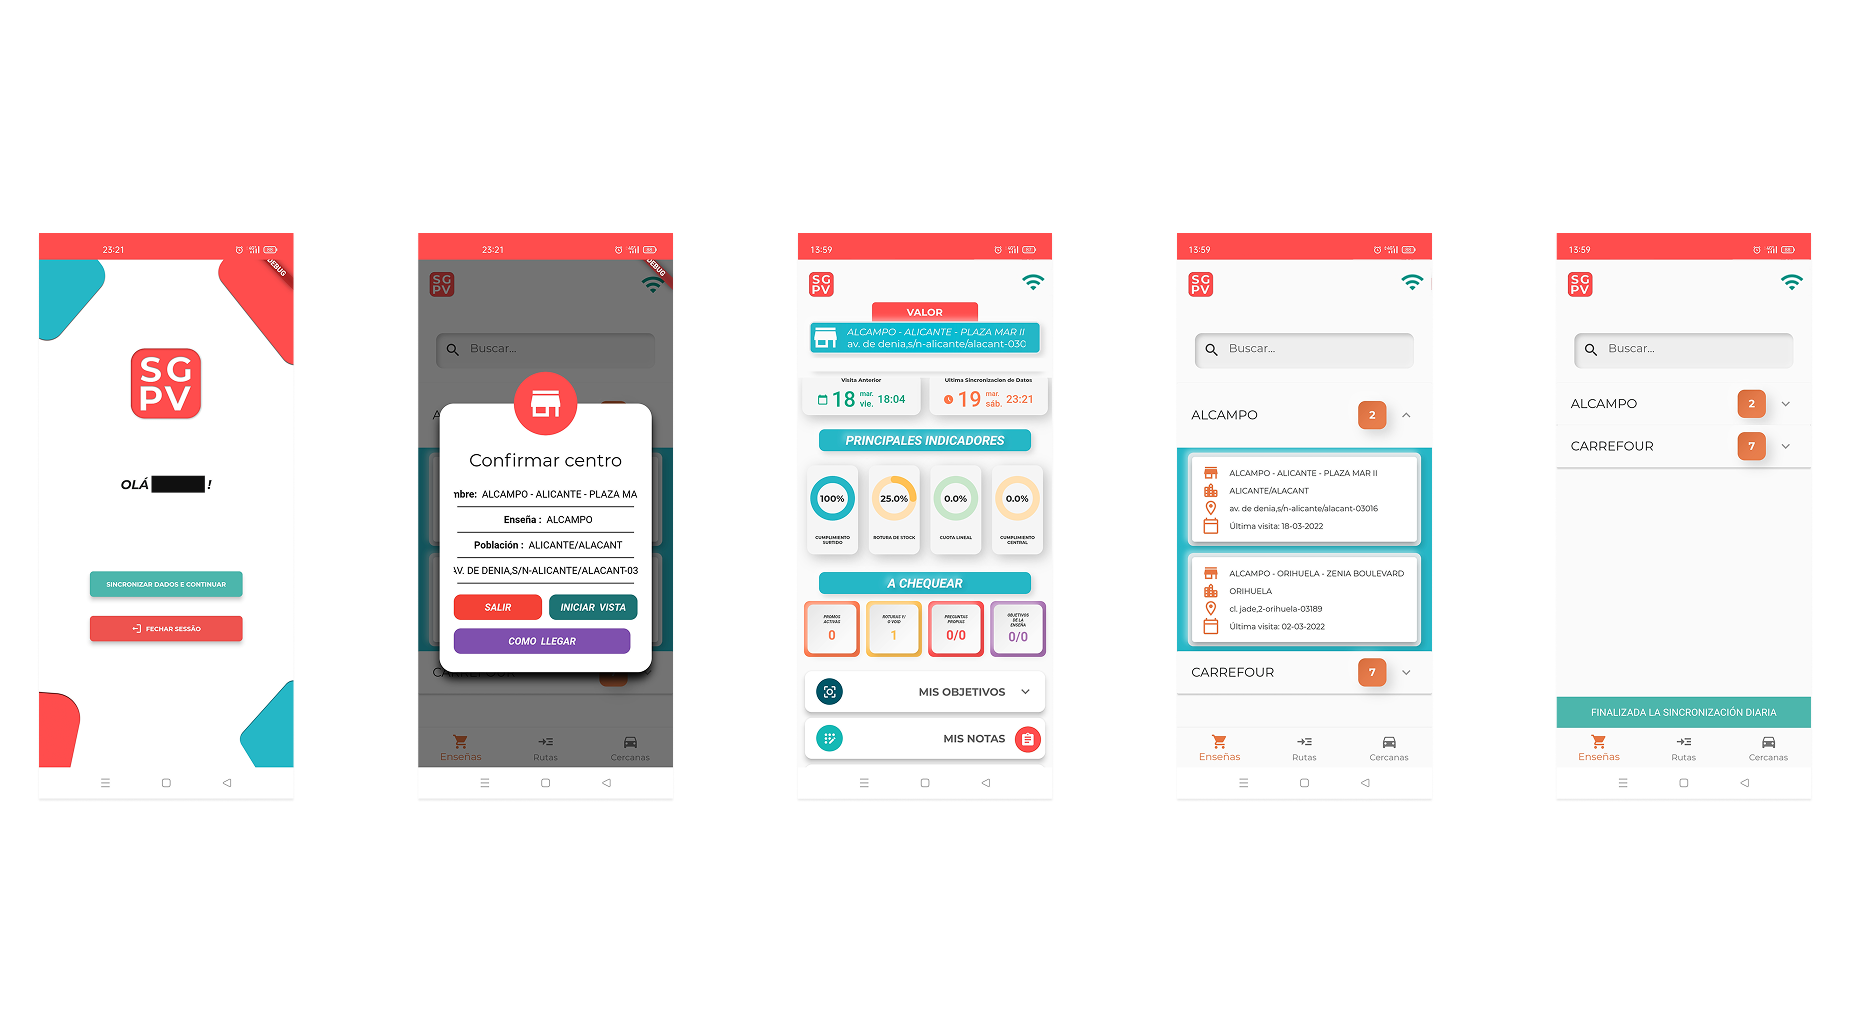 23:21
DEBUG
SG
PV
OLÁ !
SINCRONIZAR DADOS E CONTINUAR
FECHAR SESSÃO
23:21
DEBUG
SG
PV
Buscar...
Confirmar centro
mbre: ALCAMPO - ALICANTE - PLAZA MA
Enseña : ALCAMPO
Población : ALICANTE/ALACANT
AV. DE DENIA,S/N-ALICANTE/ALACANT-03
SALIR
INICIAR VISTA
COMO LLEGAR
Enseñas
Rutas
Cercanas
13:59
SG
PV
VALOR
ALCAMPO - ALICANTE - PLAZA MAR II
av. de denia,s/n-alicante/alacant-030
Visita Anterior
18 mar. vie. 18:04
Ultima Sincronizacion de Datos
19 mar. sáb. 23:21
PRINCIPALES INDICADORES
100%
CUMPLIMIENTO
SURTIDO
25.0%
ROTURA DE STOCK
0.0%
CUOTA LINEAL
0.0%
CUMPLIMIENTO
CENTRAL
A CHEQUEAR
PROMOS
ACTIVAS
0
ROTURAS Y/
O VOID
1
PREGUNTAS
PROPIAS
0/0
OBJETIVOS
DE LA
ENSEÑA
0/0
MIS OBJETIVOS
MIS NOTAS
13:59
SG
PV
Buscar...
ALCAMPO
2
ALCAMPO - ALICANTE - PLAZA MAR II
ALICANTE/ALACANT
av. de denia,s/n-alicante/alacant-03016
Última visita: 18-03-2022
ALCAMPO - ORIHUELA - ZENIA BOULEVARD
ORIHUELA
cl. jade,2-orihuela-03189
Última visita: 02-03-2022
CARREFOUR
7
Enseñas
Rutas
Cercanas
13:59
SG
PV
Buscar...
ALCAMPO
2
CARREFOUR
7
FINALIZADA LA SINCRONIZACIÓN DIARIA
Enseñas
Rutas
Cercanas